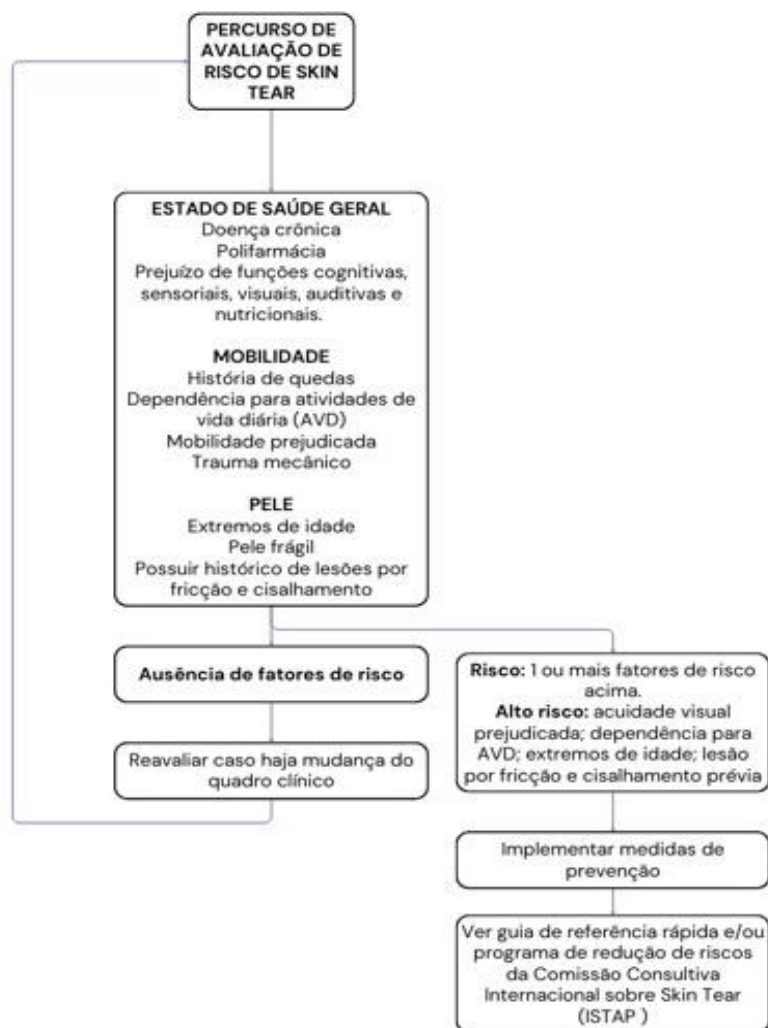 PERCURSO DE
AVALIAÇÃO DE
RISCO DE SKIN
TEAR
ESTADO DE SAÚDE GERAL
Doença crônica
Polifarmácia
Prejuízo de funções cognitivas,
sensoriais, visuais, auditivas e
nutricionais.
MOBILIDADE
História de quedas
Dependência para atividades de
vida diária (AVD)
Mobilidade prejudicada
Trauma mecânico
PELE
Extremos de idade
Pele frágil
Possuir histórico de lesões por
fricção e cisalhamento
Ausência de fatores de risco
Reavaliar caso haja mudança do
quadro clínico
Risco: 1 ou mais fatores de risco
acima.
Alto risco: acuidade visual
prejudicada; dependência para
AVD; extremos de idade; lesão
por fricção e cisalhamento prévia
Implementar medidas de
prevenção
Ver guia de referência rápida e/ou
programa de redução de riscos
da Comissão Consultiva
Internacional sobre Skin Tear
(ISTAP )